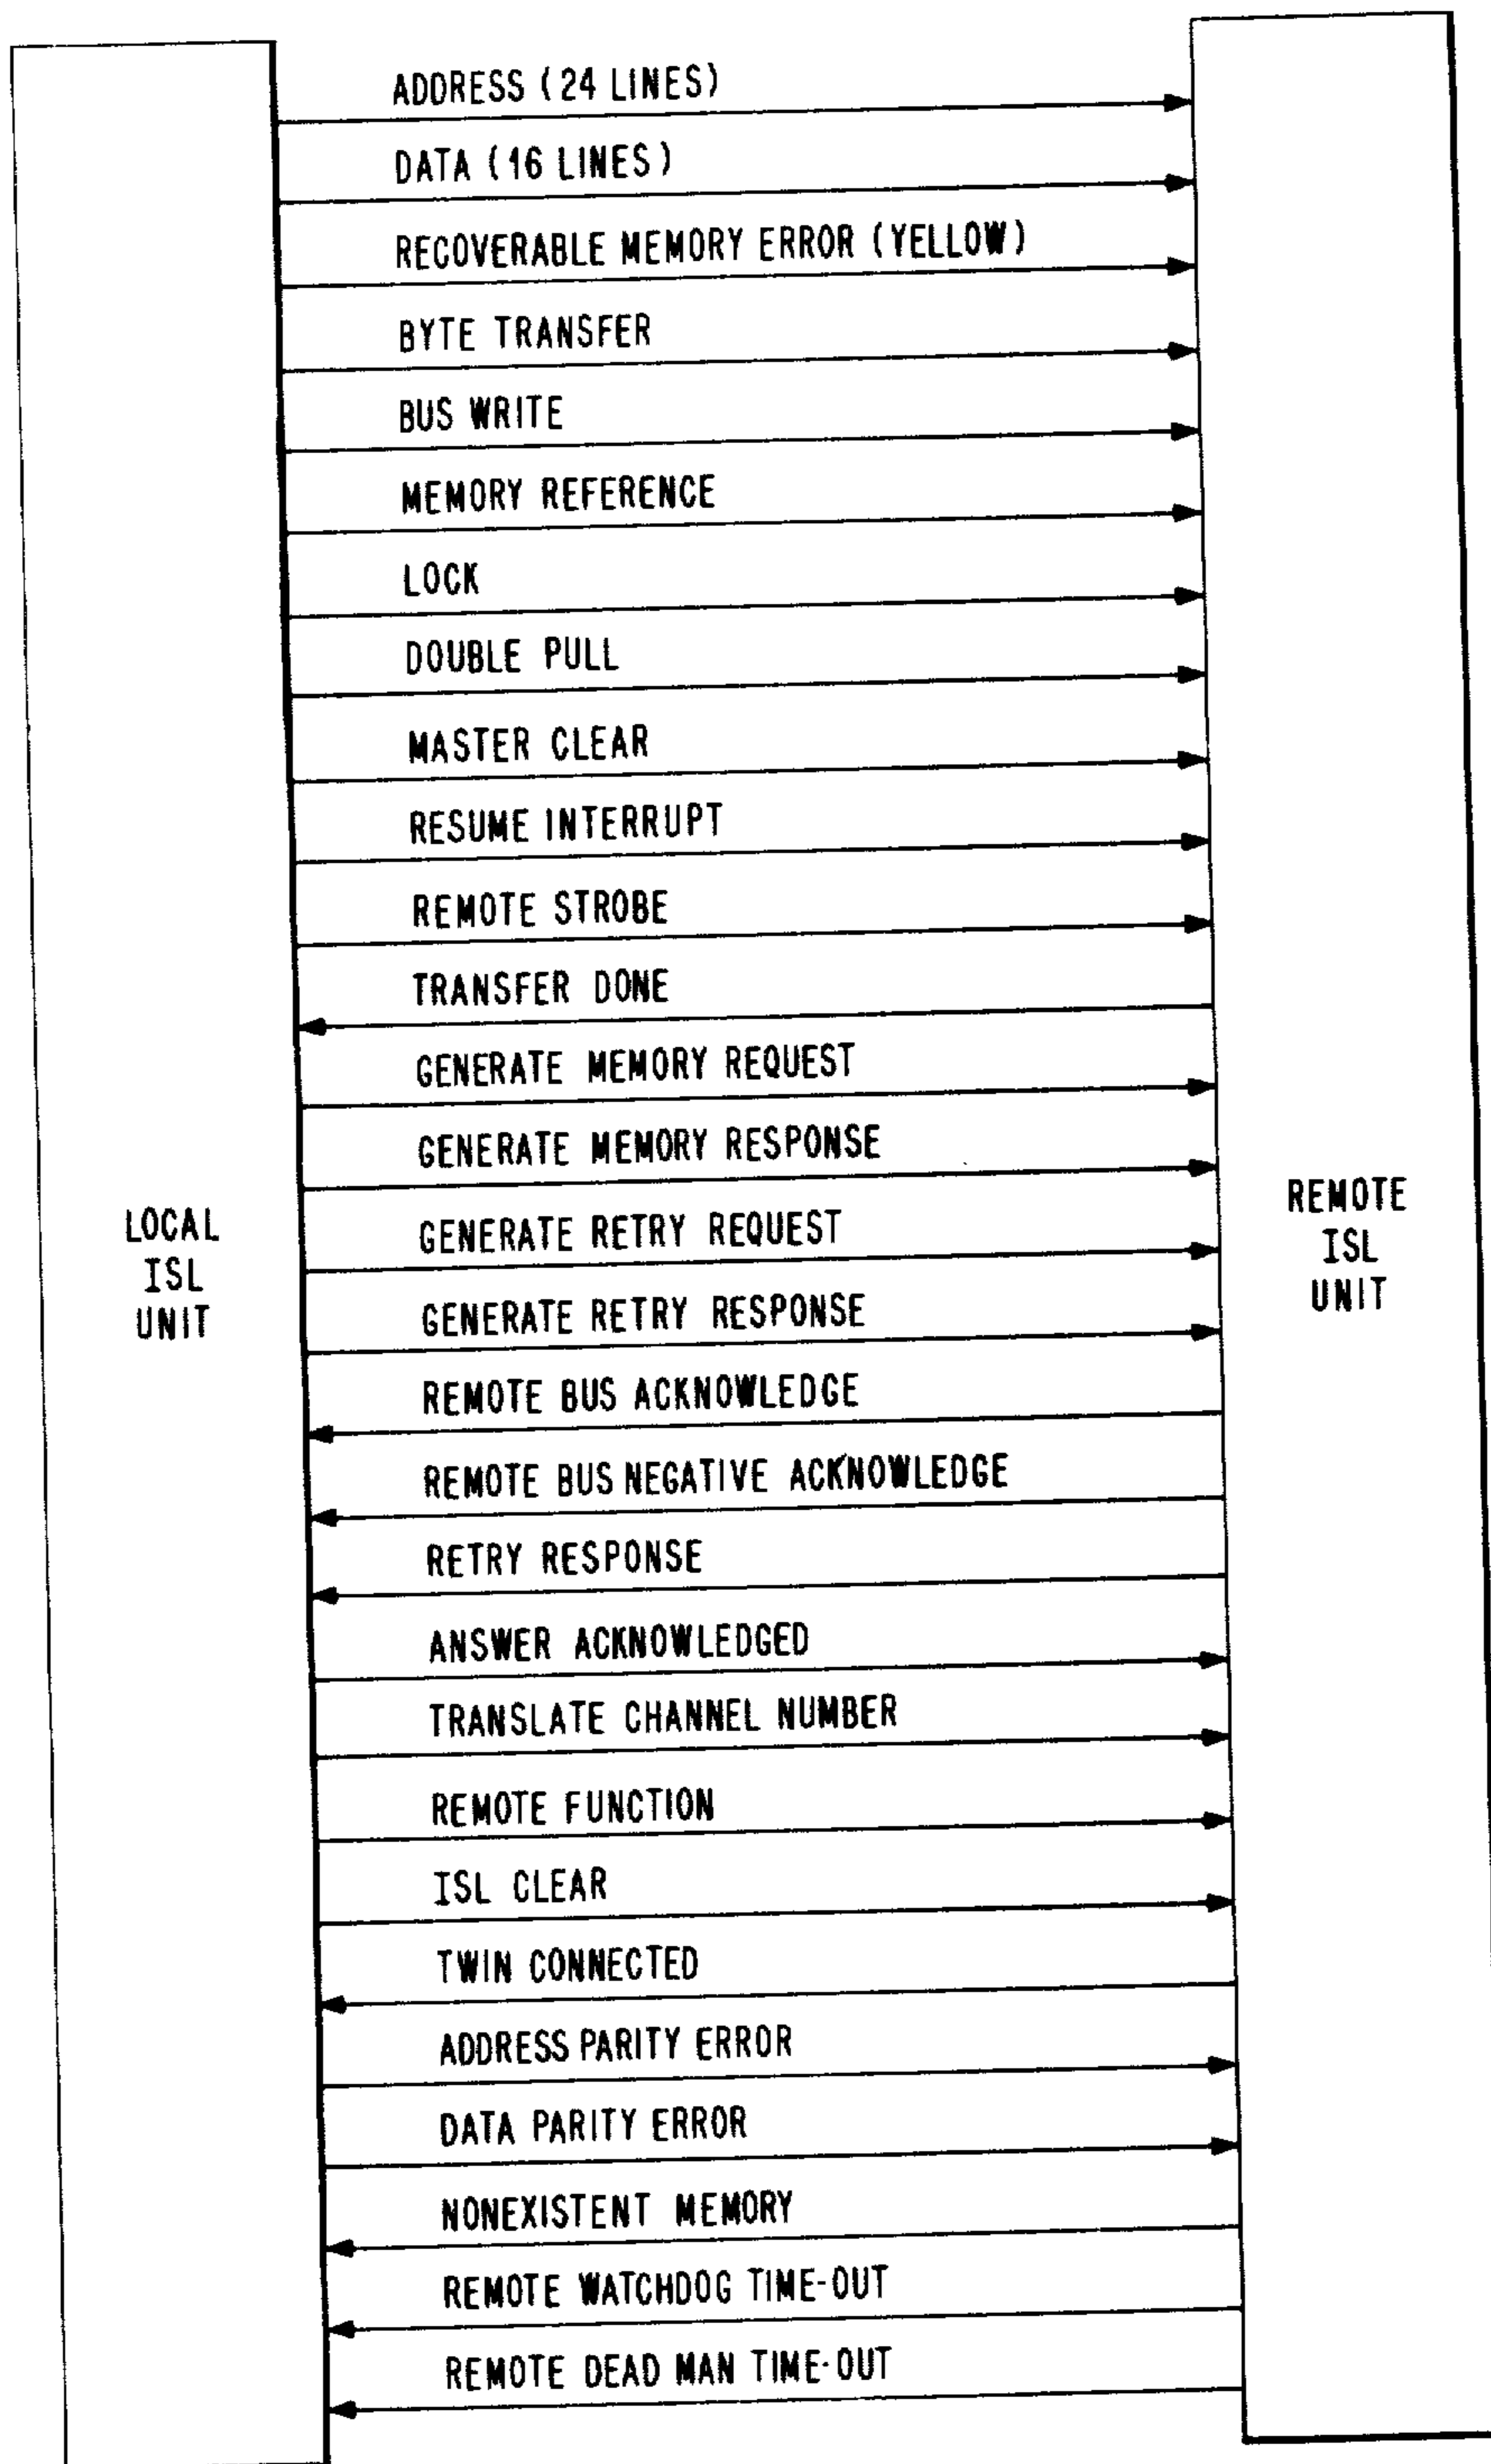 ADDRESS (24 LINES)
DATA (16 LINES)
RECOVERABLE MEMORY ERROR (YELLOW)
BYTE TRANSFER
BUS WRITE
MEMORY REFERENCE
LOCK
DOUBLE PULL
MASTER CLEAR
RESUME INTERRUPT
REMOTE STROBE
TRANSFER DONE
GENERATE MEMORY REQUEST
GENERATE MEMORY RESPONSE
GENERATE RETRY REQUEST
GENERATE RETRY RESPONSE
REMOTE BUS ACKNOWLEDGE
REMOTE BUS NEGATIVE ACKNOWLEDGE
RETRY RESPONSE
ANSWER ACKNOWLEDGED
TRANSLATE CHANNEL NUMBER
REMOTE FUNCTION
ISL CLEAR
TWIN CONNECTED
ADDRESS PARITY ERROR
DATA PARITY ERROR
NONEXISTENT MEMORY
REMOTE WATCHDOG TIME-OUT
REMOTE DEAD MAN TIME-OUT
LOCAL
ISL
UNIT
REMOTE
ISL
UNIT